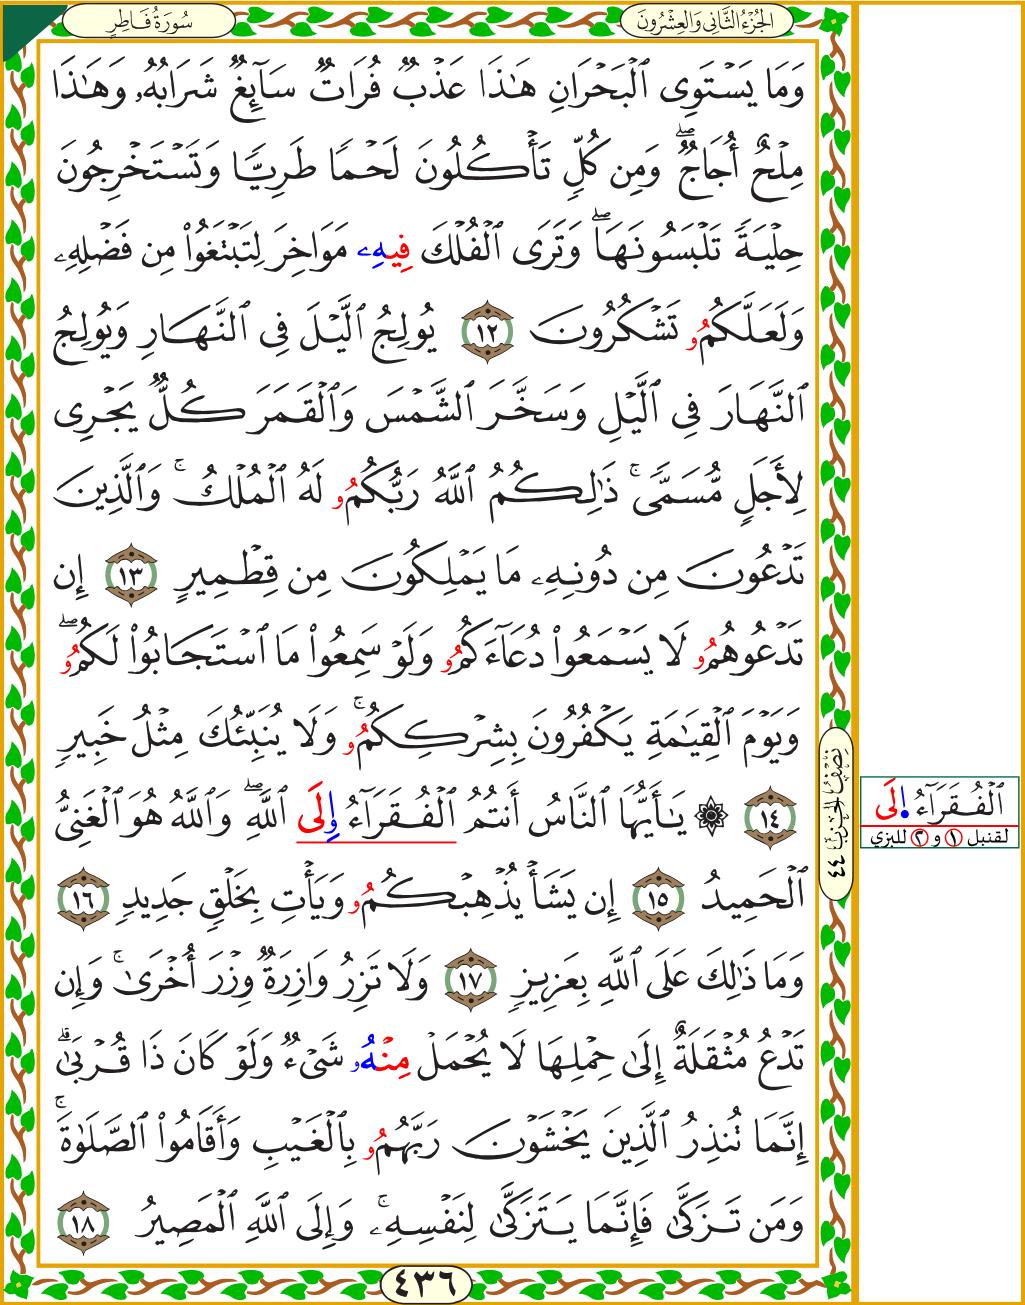 الجُزْءُ الثَّانِي وَالعِشْرُونَ
سُورَةُ فَاطِرٍ
وَمَا يَسْتَوِى ٱلْبَحْرَانِ هَٰذَا عَذْبٌ فُرَاتٌ سَآئِغٌ شَرَابُهُۥ وَهَٰذَا
مِلْحٌ أُجَاجٌۖ وَمِن كُلٍّ تَأْكُلُونَ لَحْمًا طَرِيًّا وَتَسْتَخْرِجُونَ
حِلْيَةً تَلْبَسُونَهَاۖ وَتَرَى ٱلْفُلْكَ فِيهِۦ مَوَاخِرَ لِتَبْتَغُوا۟ مِن فَضْلِهِۦ
وَلَعَلَّكُمُۥ تَشْكُرُونَ ١٢ يُولِجُ ٱلَّيْلَ فِى ٱلنَّهَارِ وَيُولِجُ
ٱلنَّهَارَ فِى ٱلَّيْلِ وَسَخَّرَ ٱلشَّمْسَ وَٱلْقَمَرَ كُلٌّ يَجْرِى
لِأَجَلٍ مُّسَمًّىۚ ذَٰلِكُمُ ٱللَّهُ رَبُّكُمُۥ لَهُ ٱلْمُلْكُۚ وَٱلَّذِينَ
تَدْعُونَ مِن دُونِهِۦ مَا يَمْلِكُونَ مِن قِطْمِيرٍ ١٣ إِن
تَدْعُوهُمُۥ لَا يَسْمَعُوا۟ دُعَآءَكُمُۥ وَلَوْ سَمِعُوا۟ مَا ٱسْتَجَابُوا۟ لَكُمُۥۖ
وَيَوْمَ ٱلْقِيَٰمَةِ يَكْفُرُونَ بِشِرْكِكُمُۥۚ وَلَا يُنَبِّئُكَ مِثْلُ خَبِيرٍ
١٤ ۞ يَٰٓأَيُّهَا ٱلنَّاسُ أَنتُمُ ٱلْفُقَرَآءُ وِلَى ٱللَّهِۖ وَٱللَّهُ هُوَ ٱلْغَنِىُّ
ٱلْحَمِيدُ ١٥ إِن يَشَأْ يُذْهِبْكُمُۥ وَيَأْتِ بِخَلْقٍ جَدِيدٍ ١٦
وَمَا ذَٰلِكَ عَلَى ٱللَّهِ بِعَزِيزٍ ١٧ وَلَا تَزِرُ وَازِرَةٌ وِزْرَ أُخْرَىٰۚ وَإِن
تَدْعُ مُثْقَلَةٌ إِلَىٰ حِمْلِهَا لَا يُحْمَلْ مِنْهُۥ شَىْءٌ وَلَوْ كَانَ ذَا قُرْبَىٰٓۗ
إِنَّمَا تُنذِرُ ٱلَّذِينَ يَخْشَوْنَ رَبَّهُمُۥ بِٱلْغَيْبِ وَأَقَامُوا۟ ٱلصَّلَوٰةَۚ
وَمَن تَزَكَّىٰ فَإِنَّمَا يَتَزَكَّىٰ لِنَفْسِهِۦۚ وَإِلَى ٱللَّهِ ٱلْمَصِيرُ ١٨
٤٣٦
نِصْفُ الْحِزْبِ ٤٤
ٱلْفُقَرَآءُ اِلَى
لقنبل ١ و ٢ للبزي